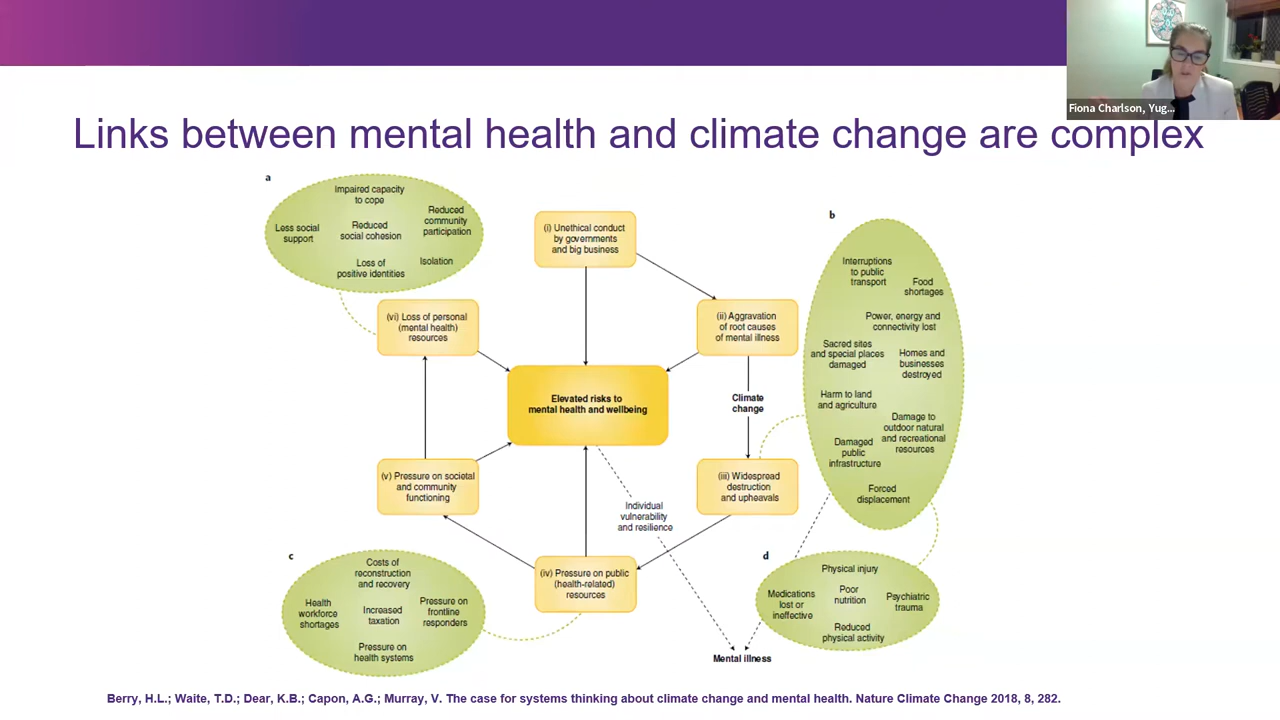 Fiona Charlson, Yug...
Links between mental health and climate change are complex
a
Impaired capacity
to cope
Less social
support
Reduced
social cohesion
Reduced
community
participation
Loss of
positive identities
Isolation
(i) Unethical conduct
by governments
and big business
b
Interruptions
to public
transport
Food
shortages
Power, energy and
connectivity lost
Sacred sites
and special places
damaged
Homes and
businesses
destroyed
Harm to land
and agriculture
Damage to
outdoor natural
and recreational
resources
Damaged
public
infrastructure
Forced
displacement
(vi) Loss of personal
(mental health)
resources
(ii) Aggravation
of root causes
of mental illness
Elevated risks to
mental health and wellbeing
Climate
change
(v) Pressure on societal
and community
functioning
(iii) Widespread
destruction
and upheavals
Individual
vulnerability
and resilience
(iv) Pressure on public
(health-related)
resources
c
Costs of
reconstruction
and recovery
Health
workforce
shortages
Increased
taxation
Pressure on
frontline
responders
Pressure on
health systems
d
Physical injury
Medications
lost or
ineffective
Poor
nutrition
Psychiatric
trauma
Reduced
physical activity
Mental illness
Berry, H.L.; Waite, T.D.; Dear, K.B.; Capon, A.G.; Murray, V. The case for systems thinking about climate change and mental health. Nature Climate Change 2018, 8, 282.